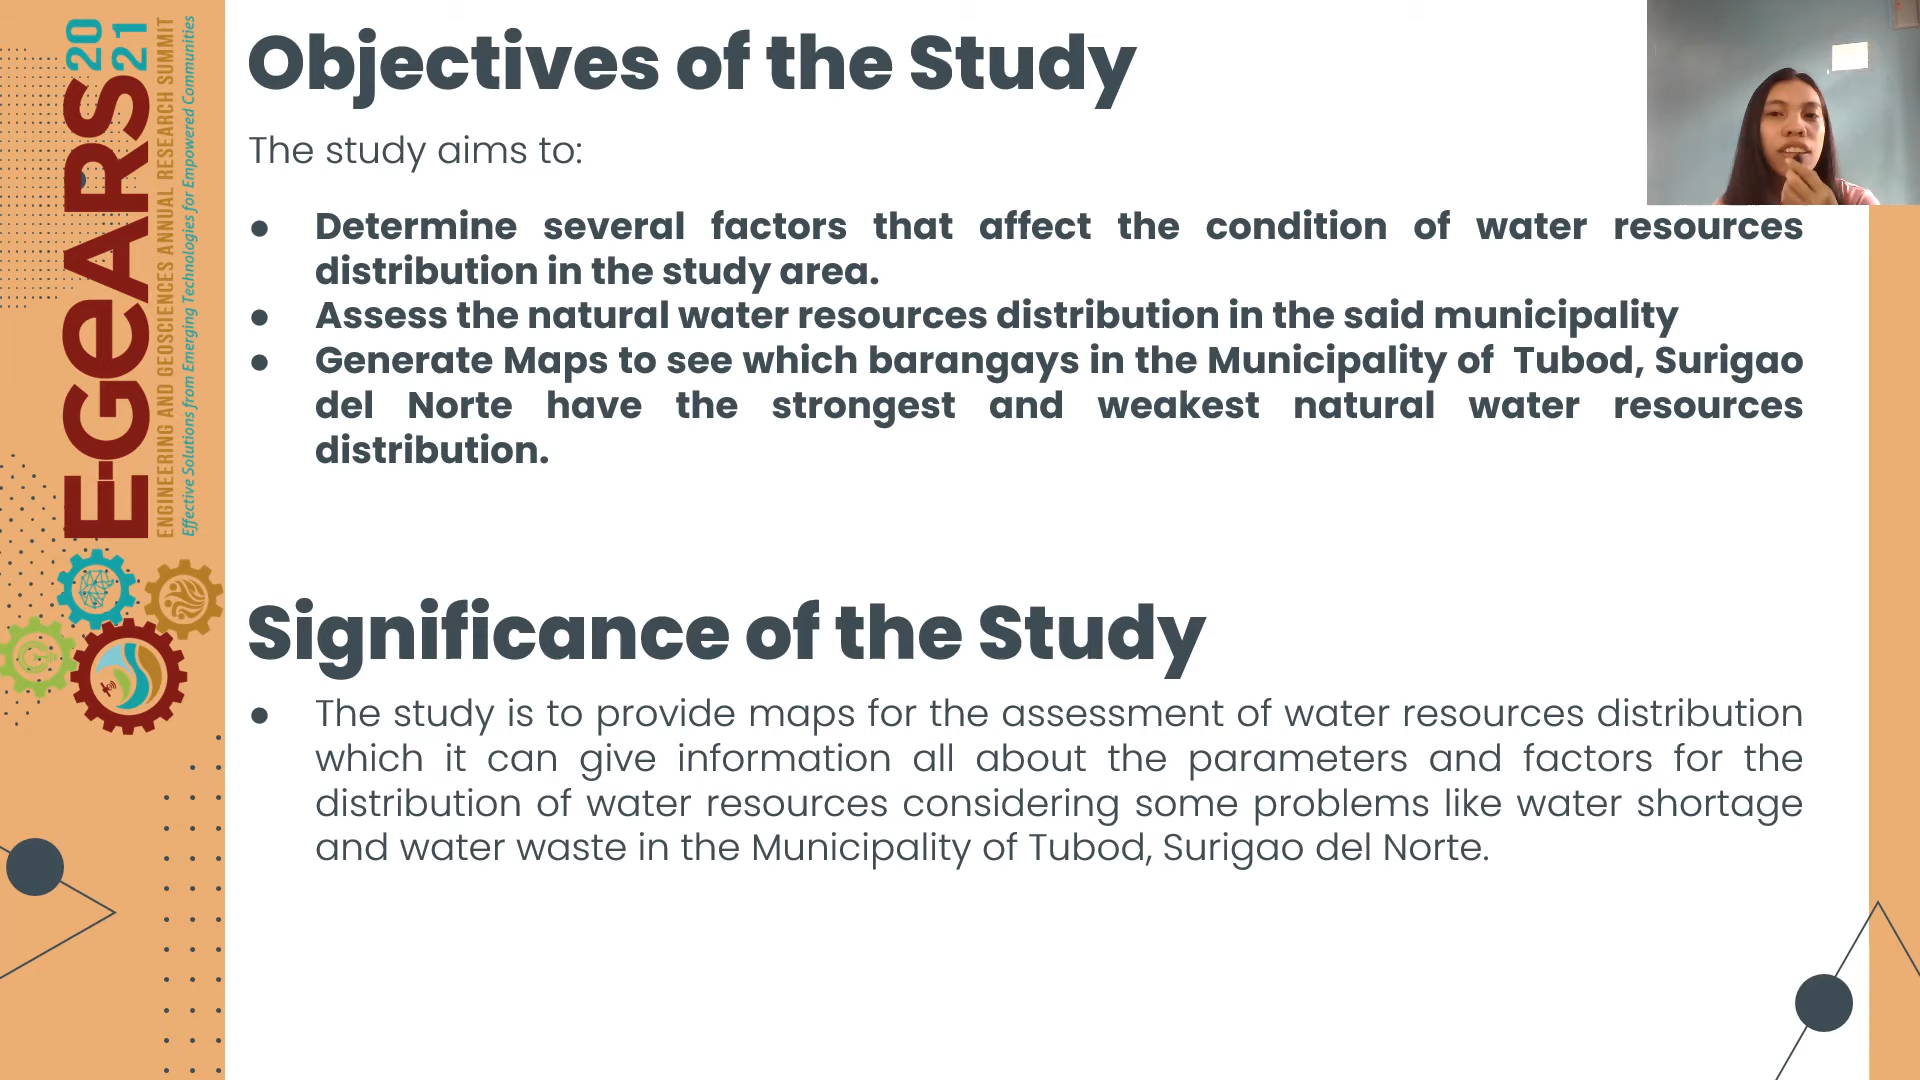 E-GeARS 2021
ENGINEERING AND GEOSCIENCES ANNUAL RESEARCH SUMMIT
Effective Solutions from Emerging Technologies for Empowered Communities
Objectives of the Study
The study aims to:
● Determine several factors that affect the condition of water resources
distribution in the study area.
● Assess the natural water resources distribution in the said municipality
● Generate Maps to see which barangays in the Municipality of Tubod, Surigao
del Norte have the strongest and weakest natural water resources
distribution.
Significance of the Study
● The study is to provide maps for the assessment of water resources distribution
which it can give information all about the parameters and factors for the
distribution of water resources considering some problems like water shortage
and water waste in the Municipality of Tubod, Surigao del Norte.